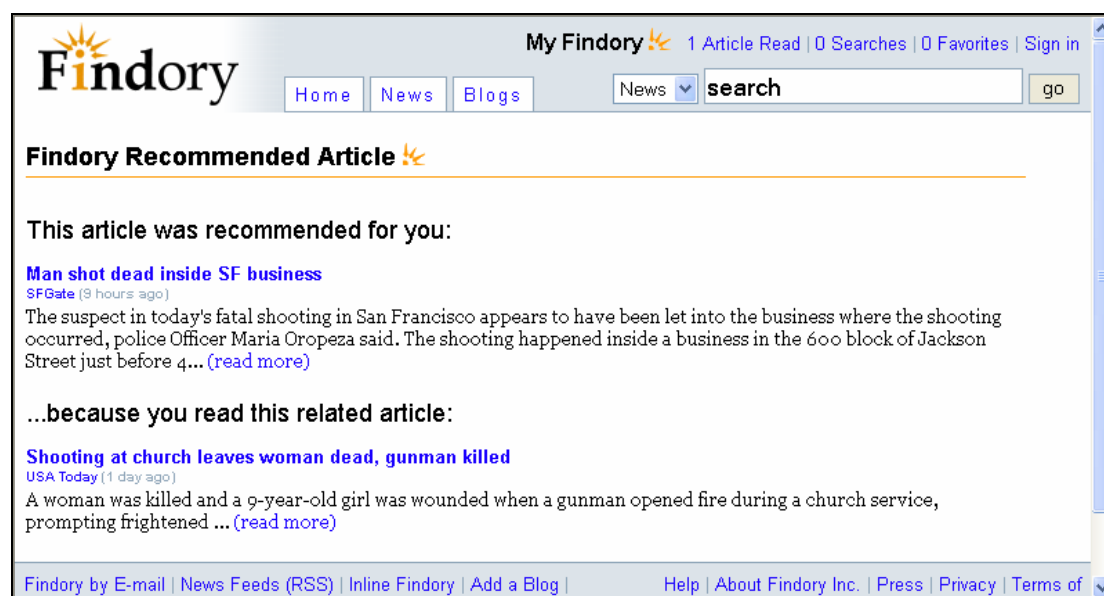 Findory
My Findory 1 Article Read | 0 Searches | 0 Favorites | Sign in
Home News Blogs News search go
Findory Recommended Article
This article was recommended for you:
Man shot dead inside SF business
SFGate (9 hours ago)
The suspect in today's fatal shooting in San Francisco appears to have been let into the business where the shooting
occurred, police Officer Maria Oropeza said. The shooting happened inside a business in the 600 block of Jackson
Street just before 4... (read more)
...because you read this related article:
Shooting at church leaves woman dead, gunman killed
USA Today (1 day ago)
A woman was killed and a 9-year-old girl was wounded when a gunman opened fire during a church service,
prompting frightened ... (read more)
Findory by E-mail | News Feeds (RSS) | Inline Findory | Add a Blog | Help | About Findory Inc. | Press | Privacy | Terms of